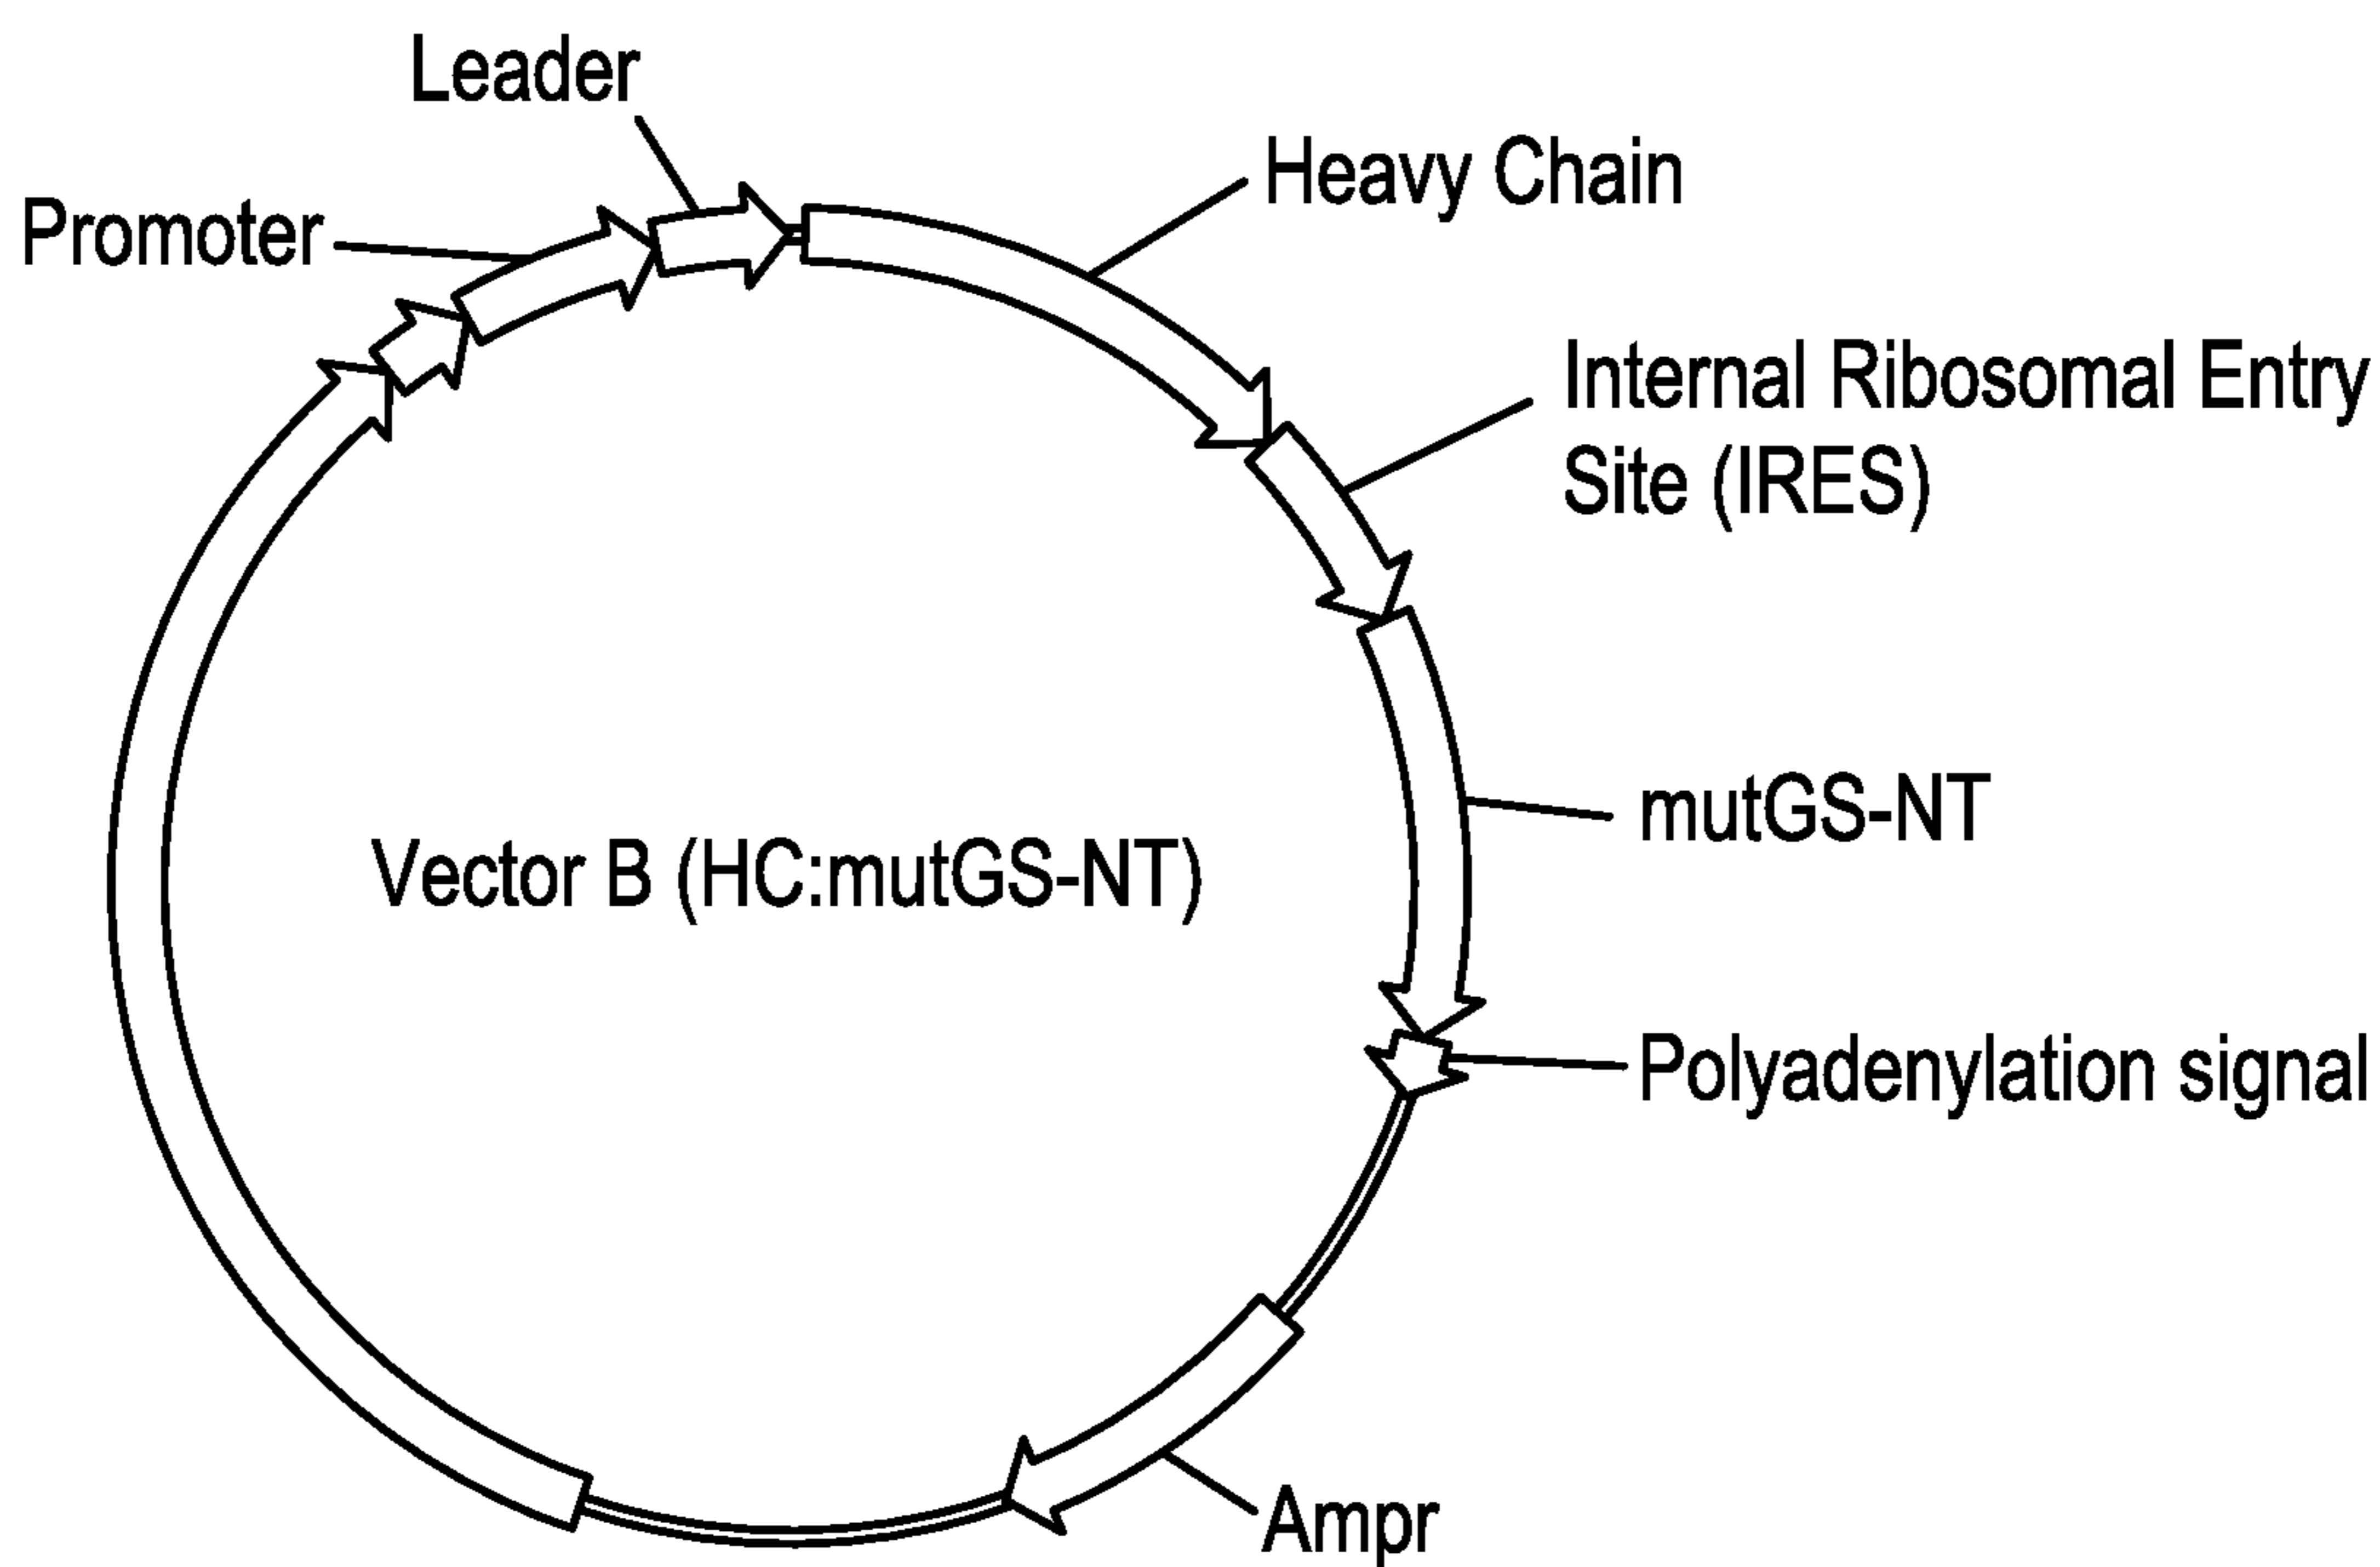 Leader
Promoter
Heavy Chain
Internal Ribosomal Entry
Site (IRES)
mutGS-NT
Vector B (HC:mutGS-NT)
Polyadenylation signal
Ampr